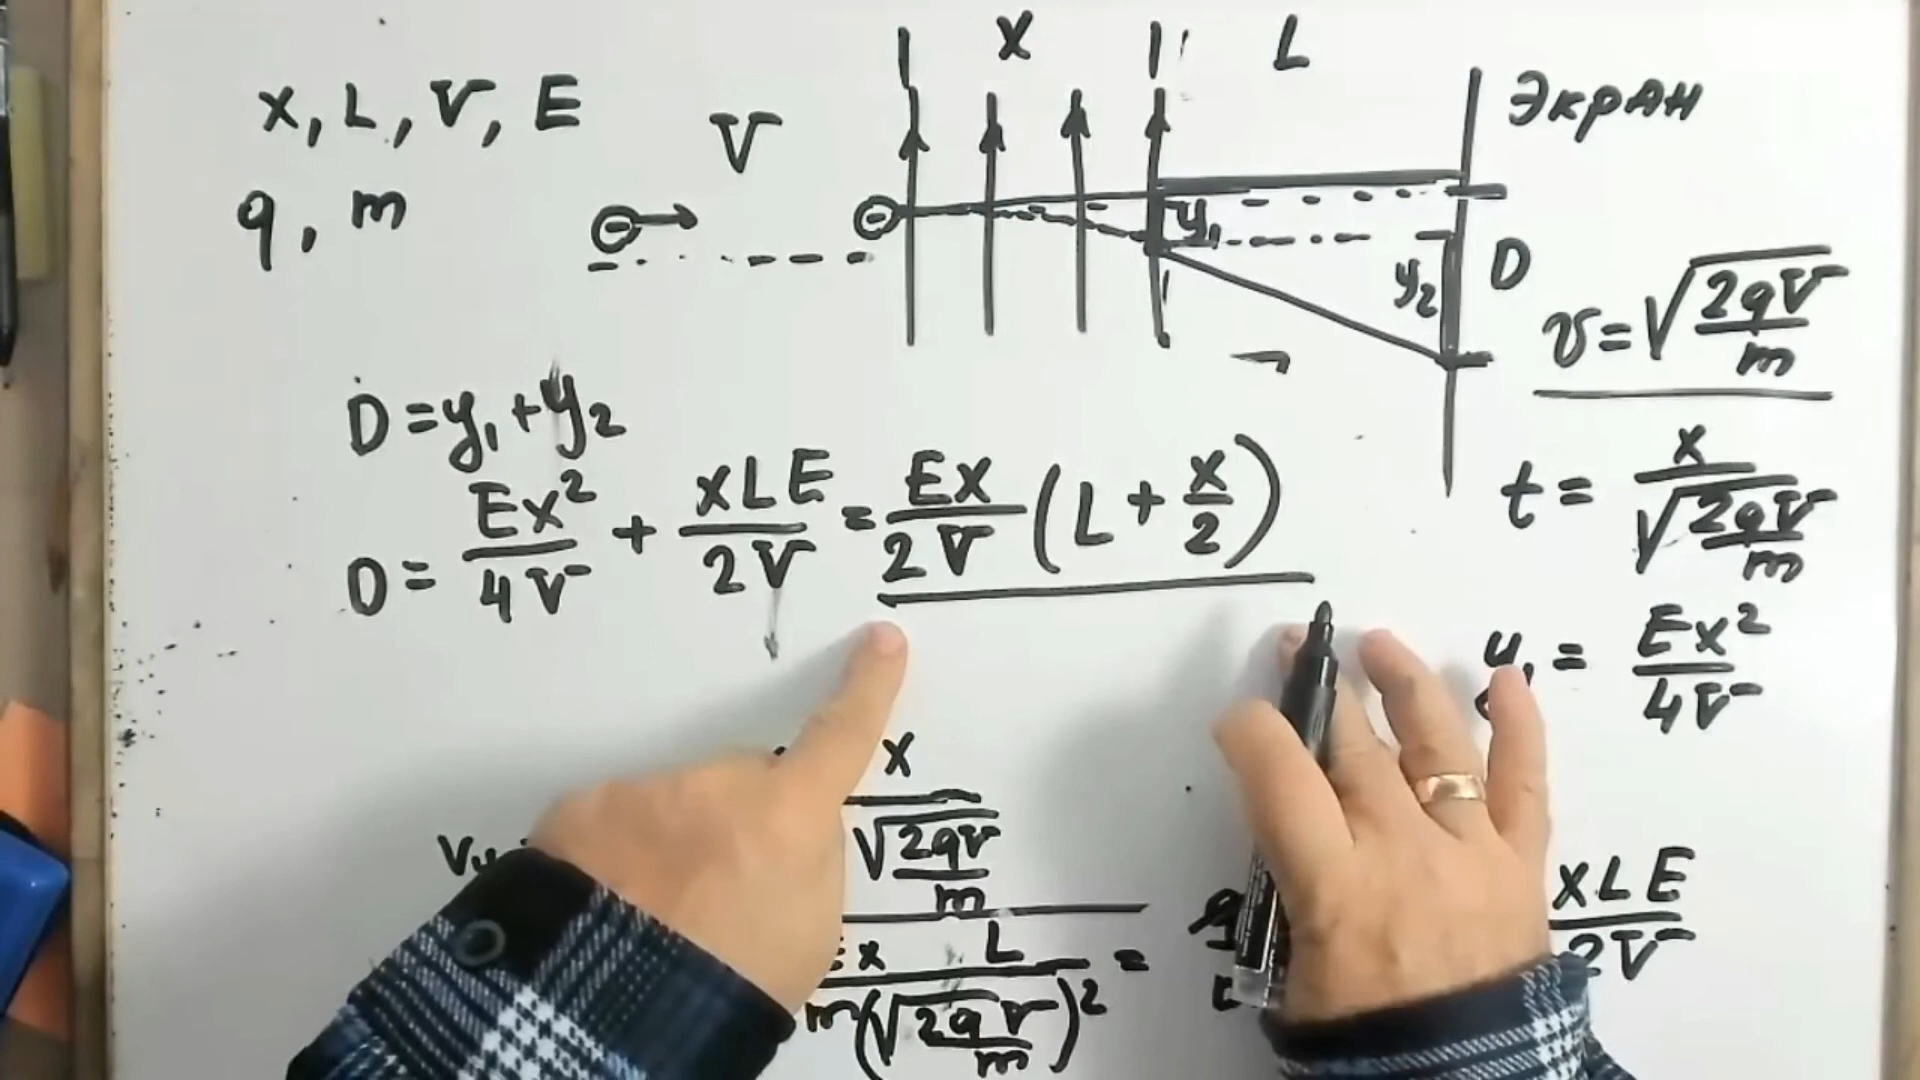 x, L, V, E
q, m
V
X
L
Экран
y₁
y₂
D
v = √(2qV/m)
t = x/√(2qV/m)
y₁ = Ex²/4V
D = y₁ + y₂
D = Ex²/4V + xLE/2V = Ex/2V (L + x/2)
x/√(2qV/m)
x L/m(√(2qV/m))² =
xLE/2V